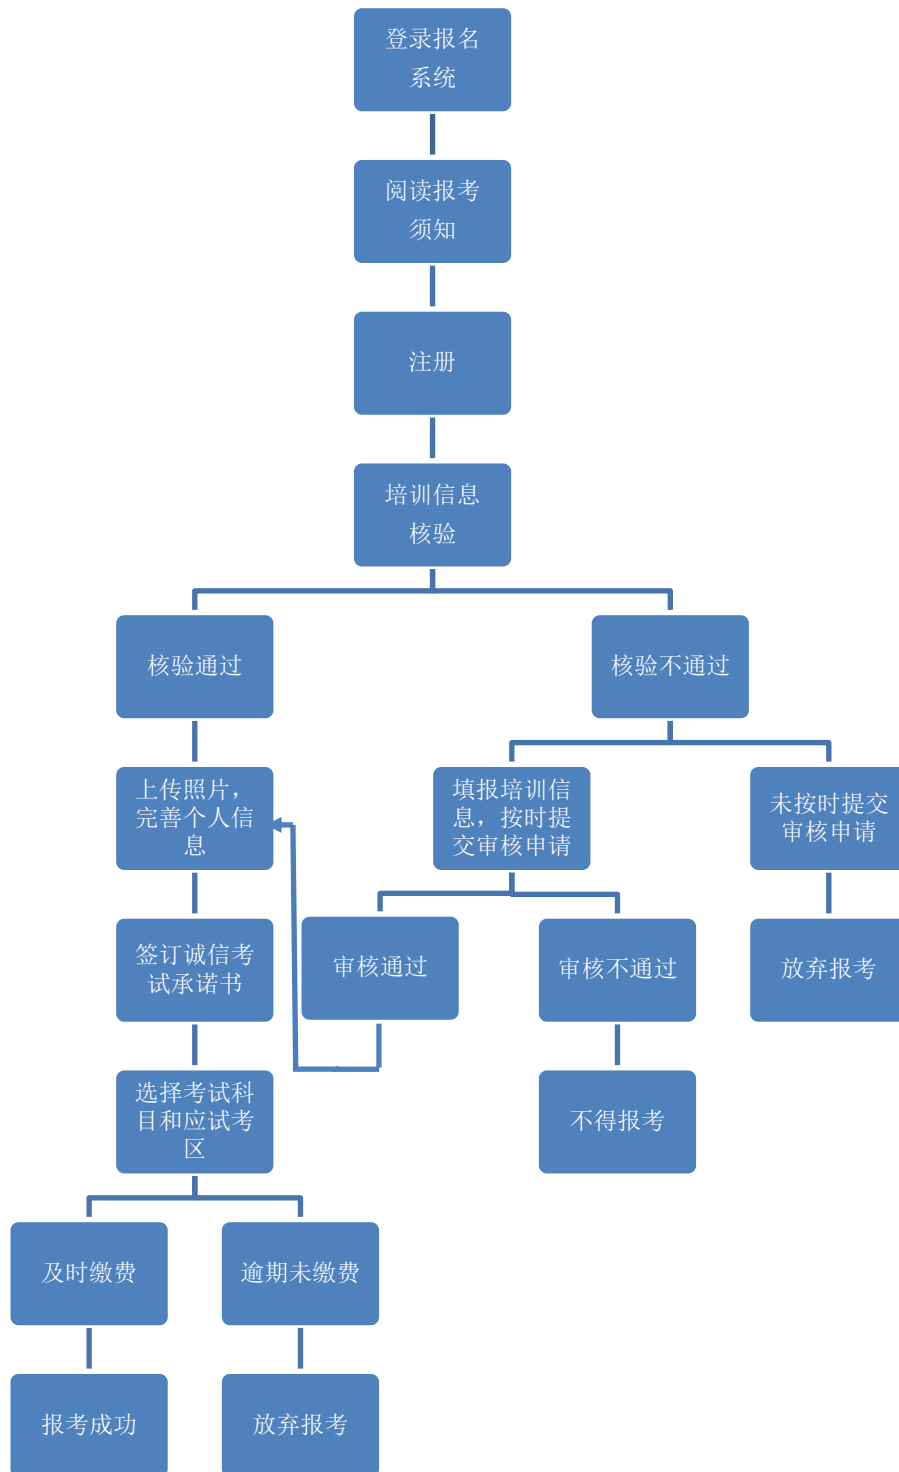 登录报名
系统
阅读报考
须知
注册
培训信息
核验
核验通过
核验不通过
上传照片，
完善个人信
息
填报培训信
息，按时提
交审核申请
未按时提交
审核申请
签订诚信考
试承诺书
审核通过
审核不通过
放弃报考
选择考试科
目和应试考
区
不得报考
及时缴费
逾期未缴费
报考成功
放弃报考